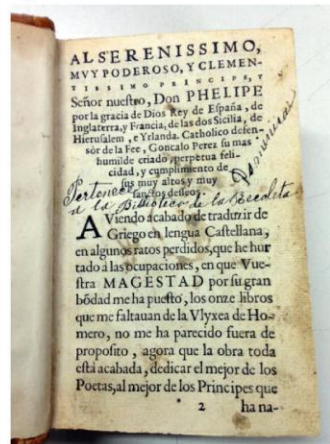 AL SERENISSIMO,
MVY PODEROSO, Y CLEMEN-
TISSIMO PRINCIPE, Y
Señor nuestro, Don PHELIPE
por la gracia de Dios Rey de España, de
Inglaterra, y Francia, de las dos Sicilia, de
Hierusalem, e Yrlanda. Catholico defen-
sor de la Fee, Goncalo Perez su mas
humilde criado, perpetua feli-
cidad, y cumplimiento de
sus muy altos, y muy
sanctos desseos.
Pertenece
a la Biblioteca de la Escaleta
AViendo acabado de traduzir de
Griego en lengua Castellana,
en algunos ratos perdidos, que he hur
tado a las ocupaciones, en que Vue-
stra MAGESTAD por su gran
bõdad me ha puesto, los onze libros
que me faltauan de la Vlyxea de Ho-
mero, no me ha parecido fuera de
proposito, agora que la obra toda
esta acabada, dedicar el mejor de los
Poetas, al mejor de los Principes que
* 2 ha na-